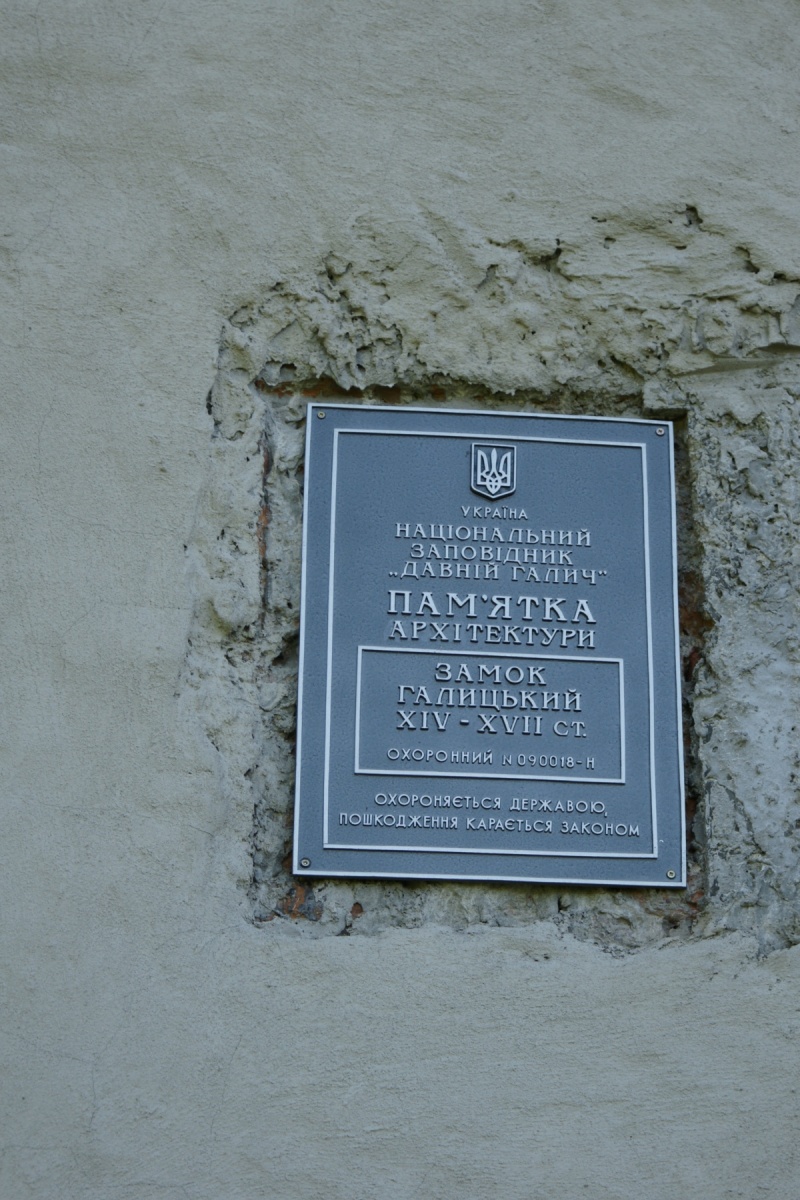 УКРАЇНА
НАЦІОНАЛЬНИЙ
ЗАПОВІДНИК
„ДАВНІЙ ГАЛИЧ“
ПАМ'ЯТКА
АРХІТЕКТУРИ
ЗАМОК
ГАЛИЦЬКИЙ
XIV - XVII СТ.
ОХОРОННИЙ N 090018-Н
ОХОРОНЯЄТЬСЯ ДЕРЖАВОЮ,
ПОШКОДЖЕННЯ КАРАЄТЬСЯ ЗАКОНОМ